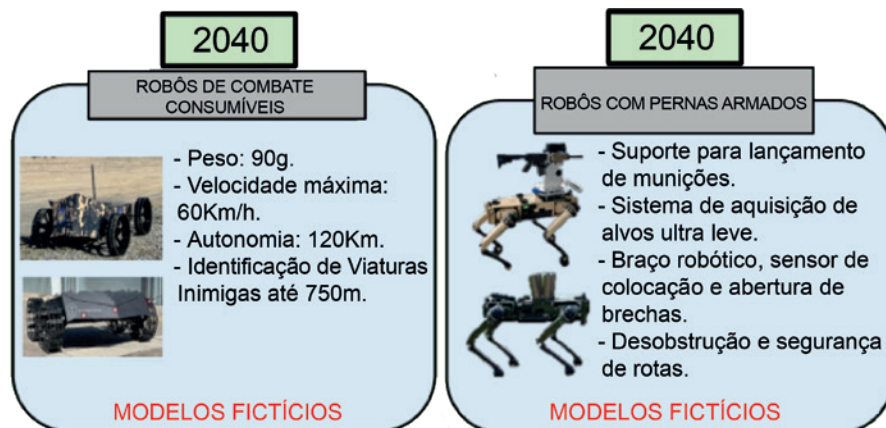 2040
ROBÔS DE COMBATE
CONSUMÍVEIS
- Peso: 90g.
- Velocidade máxima:
60Km/h.
- Autonomia: 120Km.
- Identificação de Viaturas
Inimigas até 750m.
MODELOS FICTÍCIOS
2040
ROBÔS COM PERNAS ARMADOS
- Suporte para lançamento
de munições.
- Sistema de aquisição de
alvos ultra leve.
- Braço robótico, sensor de
colocação e abertura de
brechas.
- Desobstrução e segurança
de rotas.
MODELOS FICTÍCIOS